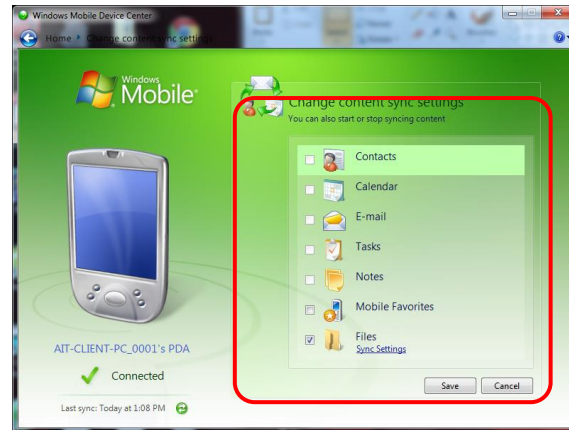 Windows Mobile Device Center
Home Change content sync settings
Windows
Mobile
Change content sync settings
You can also start or stop syncing content
Contacts
Calendar
E-mail
Tasks
Notes
Mobile Favorites
Files
Sync Settings
AIT-CLIENT-PC_0001's PDA
Connected
Last sync: Today at 1:08 PM
Save Cancel